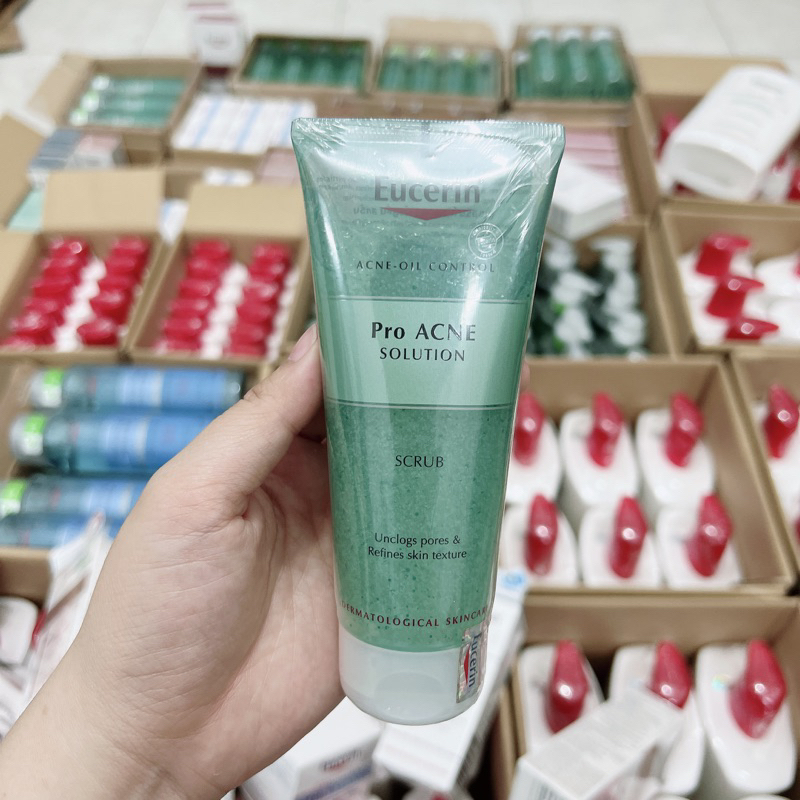 Eucerin
ACNE-OIL CONTROL
Pro ACNE
SOLUTION
SCRUB
Unclogs pores &
Refines skin texture
DERMATOLOGICAL SKINCARE
Eucerin